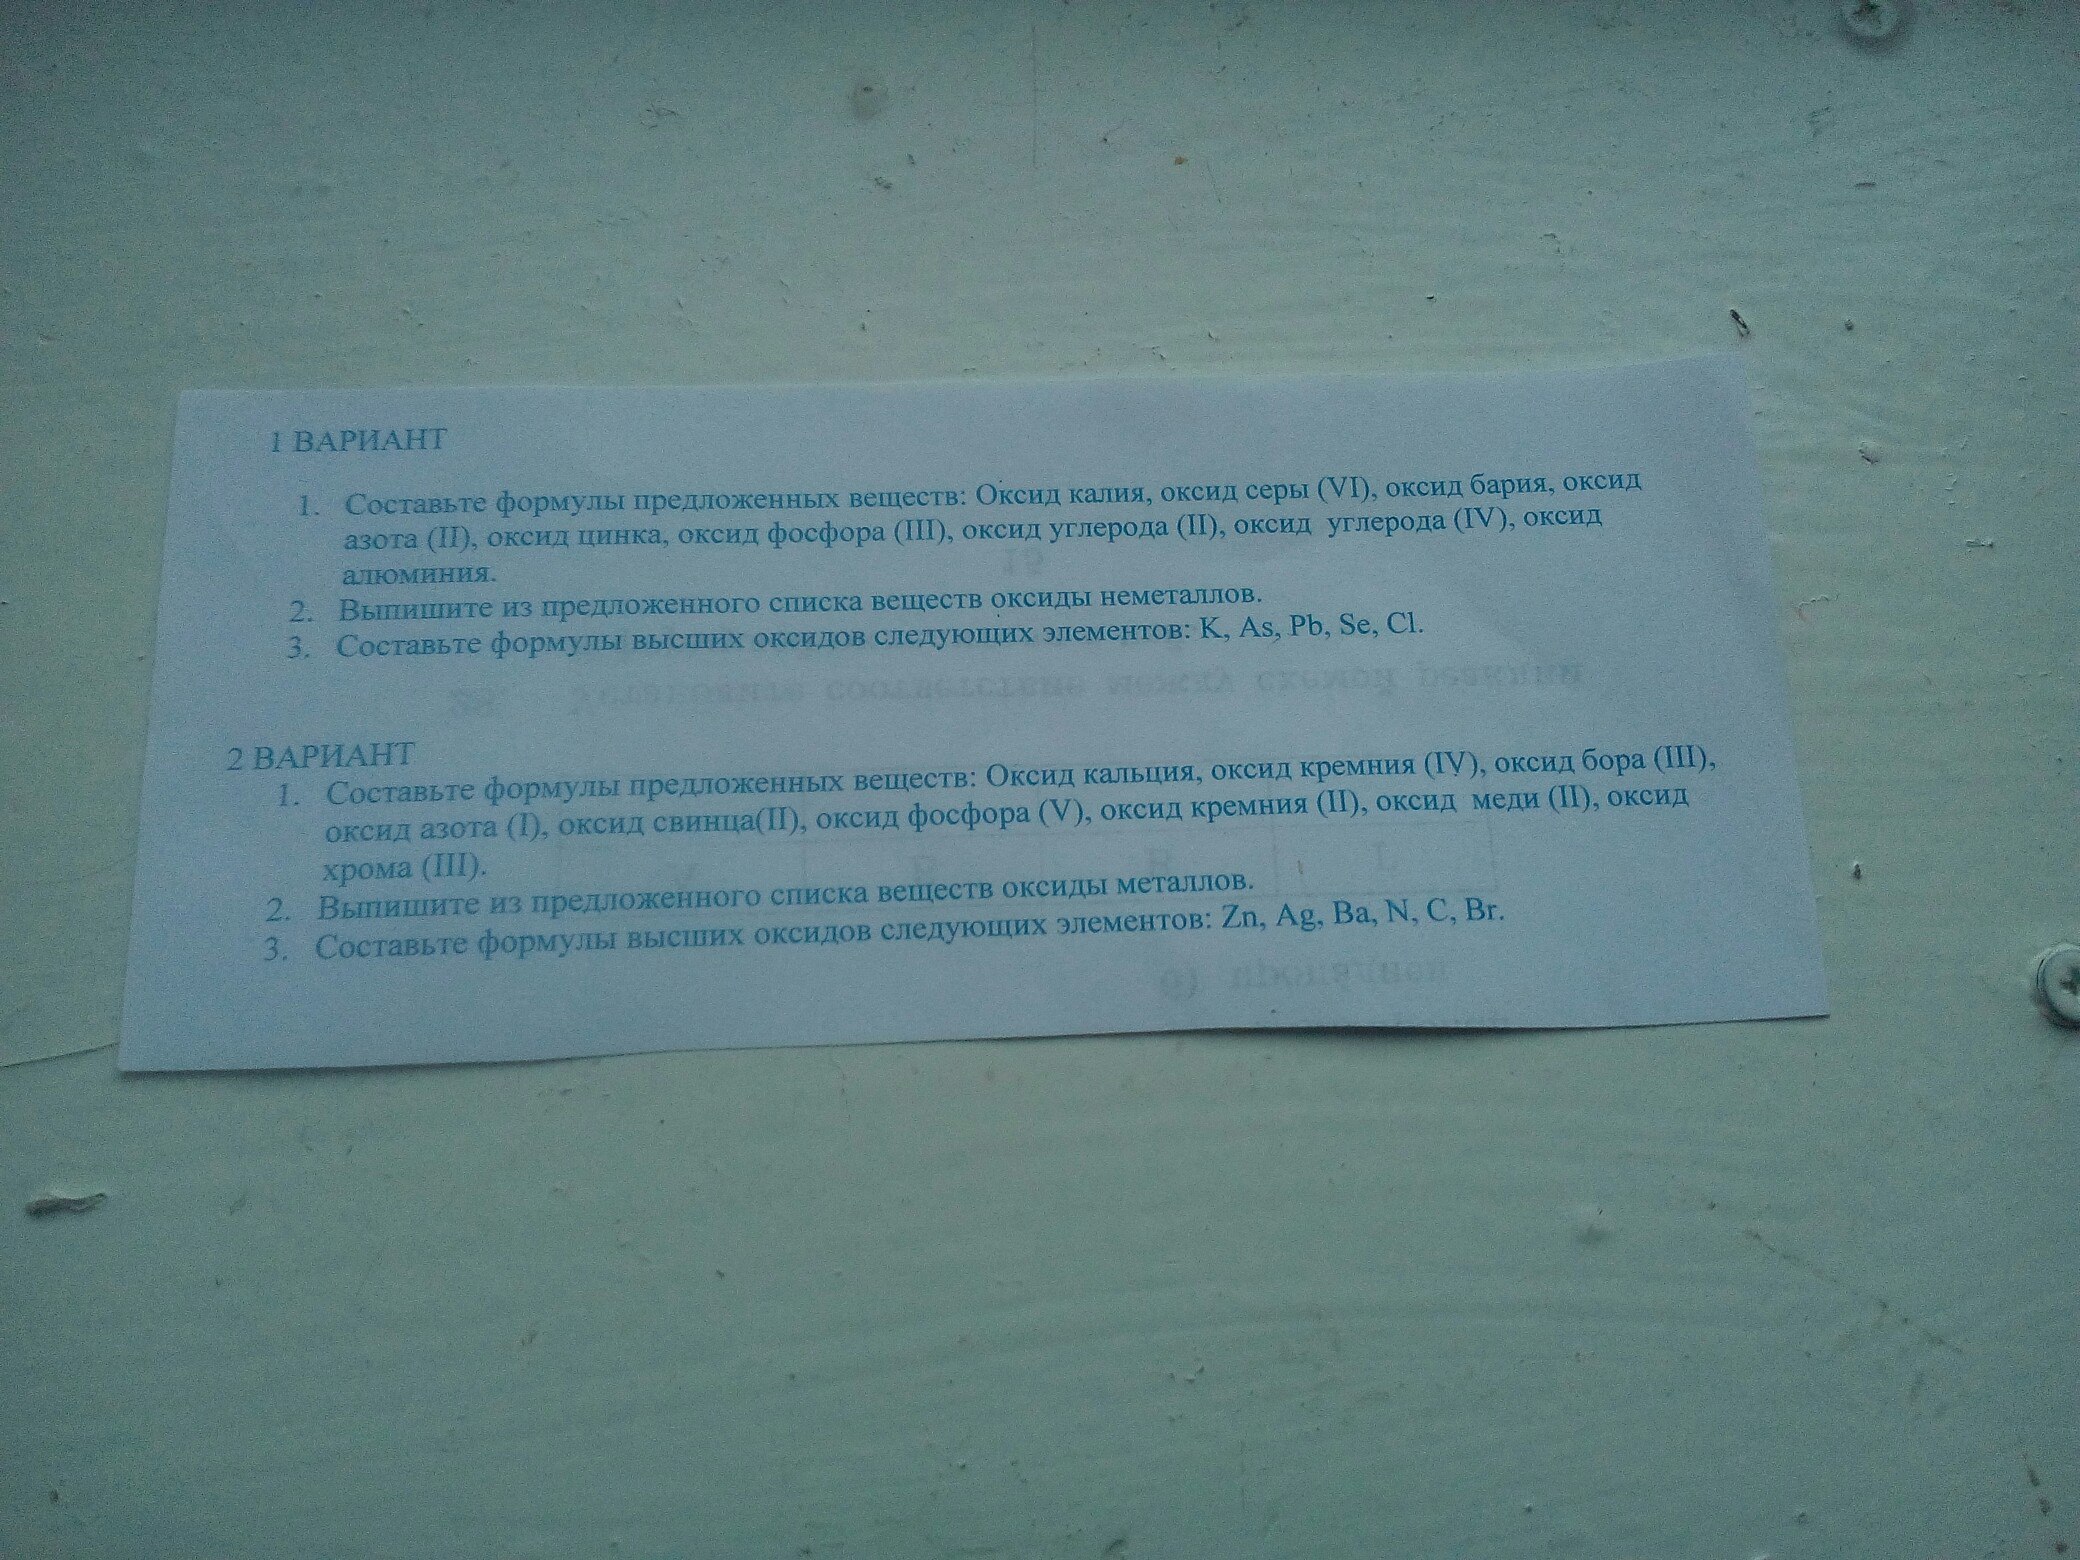 1 ВАРИАНТ
1. Составьте формулы предложенных веществ: Оксид калия, оксид серы (VI), оксид бария, оксид
азота (II), оксид цинка, оксид фосфора (III), оксид углерода (II), оксид углерода (IV), оксид
алюминия.
2. Выпишите из предложенного списка веществ оксиды неметаллов.
3. Составьте формулы высших оксидов следующих элементов: K, As, Pb, Se, Cl.
2 ВАРИАНТ
1. Составьте формулы предложенных веществ: Оксид кальция, оксид кремния (IV), оксид бора (III),
оксид азота (I), оксид свинца(II), оксид фосфора (V), оксид кремния (II), оксид меди (II), оксид
хрома (III).
2. Выпишите из предложенного списка веществ оксиды металлов.
3. Составьте формулы высших оксидов следующих элементов: Zn, Ag, Ba, N, C, Br.